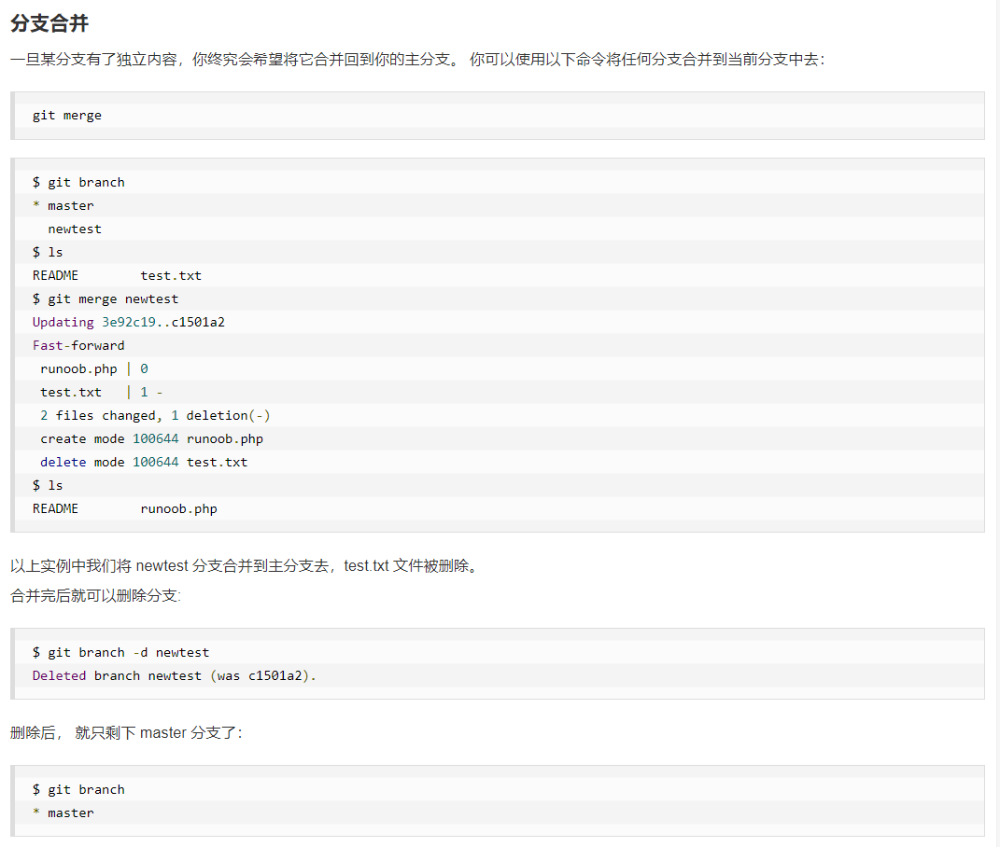 分支合并
一旦某分支有了独立内容，你终究会希望将它合并回到你的主分支。 你可以使用以下命令将任何分支合并到当前分支中去：
git merge
$ git branch
* master
  newtest
$ ls
README        test.txt
$ git merge newtest
Updating 3e92c19..c1501a2
Fast-forward
 runoob.php | 0
 test.txt   | 1 -
 2 files changed, 1 deletion(-)
 create mode 100644 runoob.php
 delete mode 100644 test.txt
$ ls
README        runoob.php
以上实例中我们将 newtest 分支合并到主分支去，test.txt 文件被删除。
合并完后就可以删除分支:
$ git branch -d newtest
Deleted branch newtest (was c1501a2).
删除后， 就只剩下 master 分支了：
$ git branch
* master